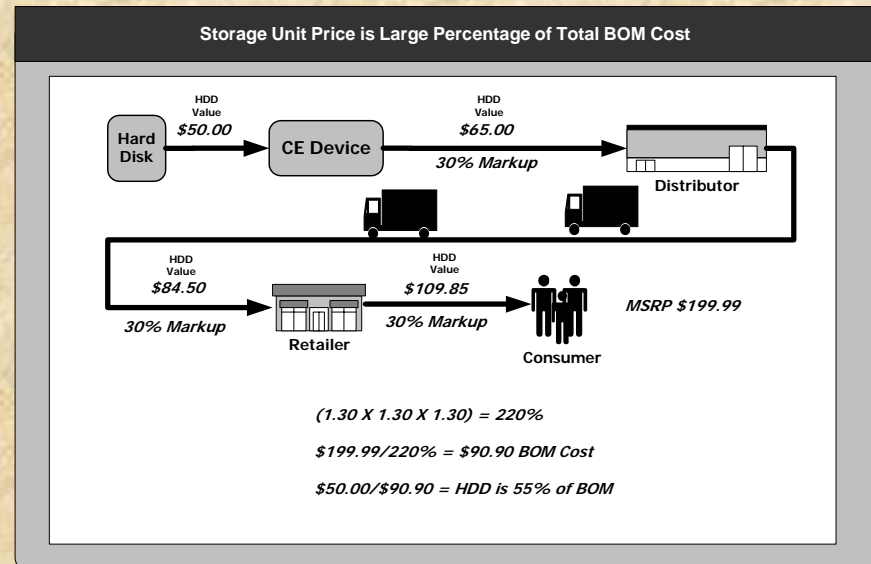 Storage Unit Price is Large Percentage of Total BOM Cost
Hard
Disk
HDD
Value
$50.00
CE Device
HDD
Value
$65.00
30% Markup
Distributor
HDD
Value
$84.50
30% Markup
Retailer
HDD
Value
$109.85
30% Markup
Consumer
MSRP $199.99
(1.30 X 1.30 X 1.30) = 220%
$199.99/220% = $90.90 BOM Cost
$50.00/$90.90 = HDD is 55% of BOM